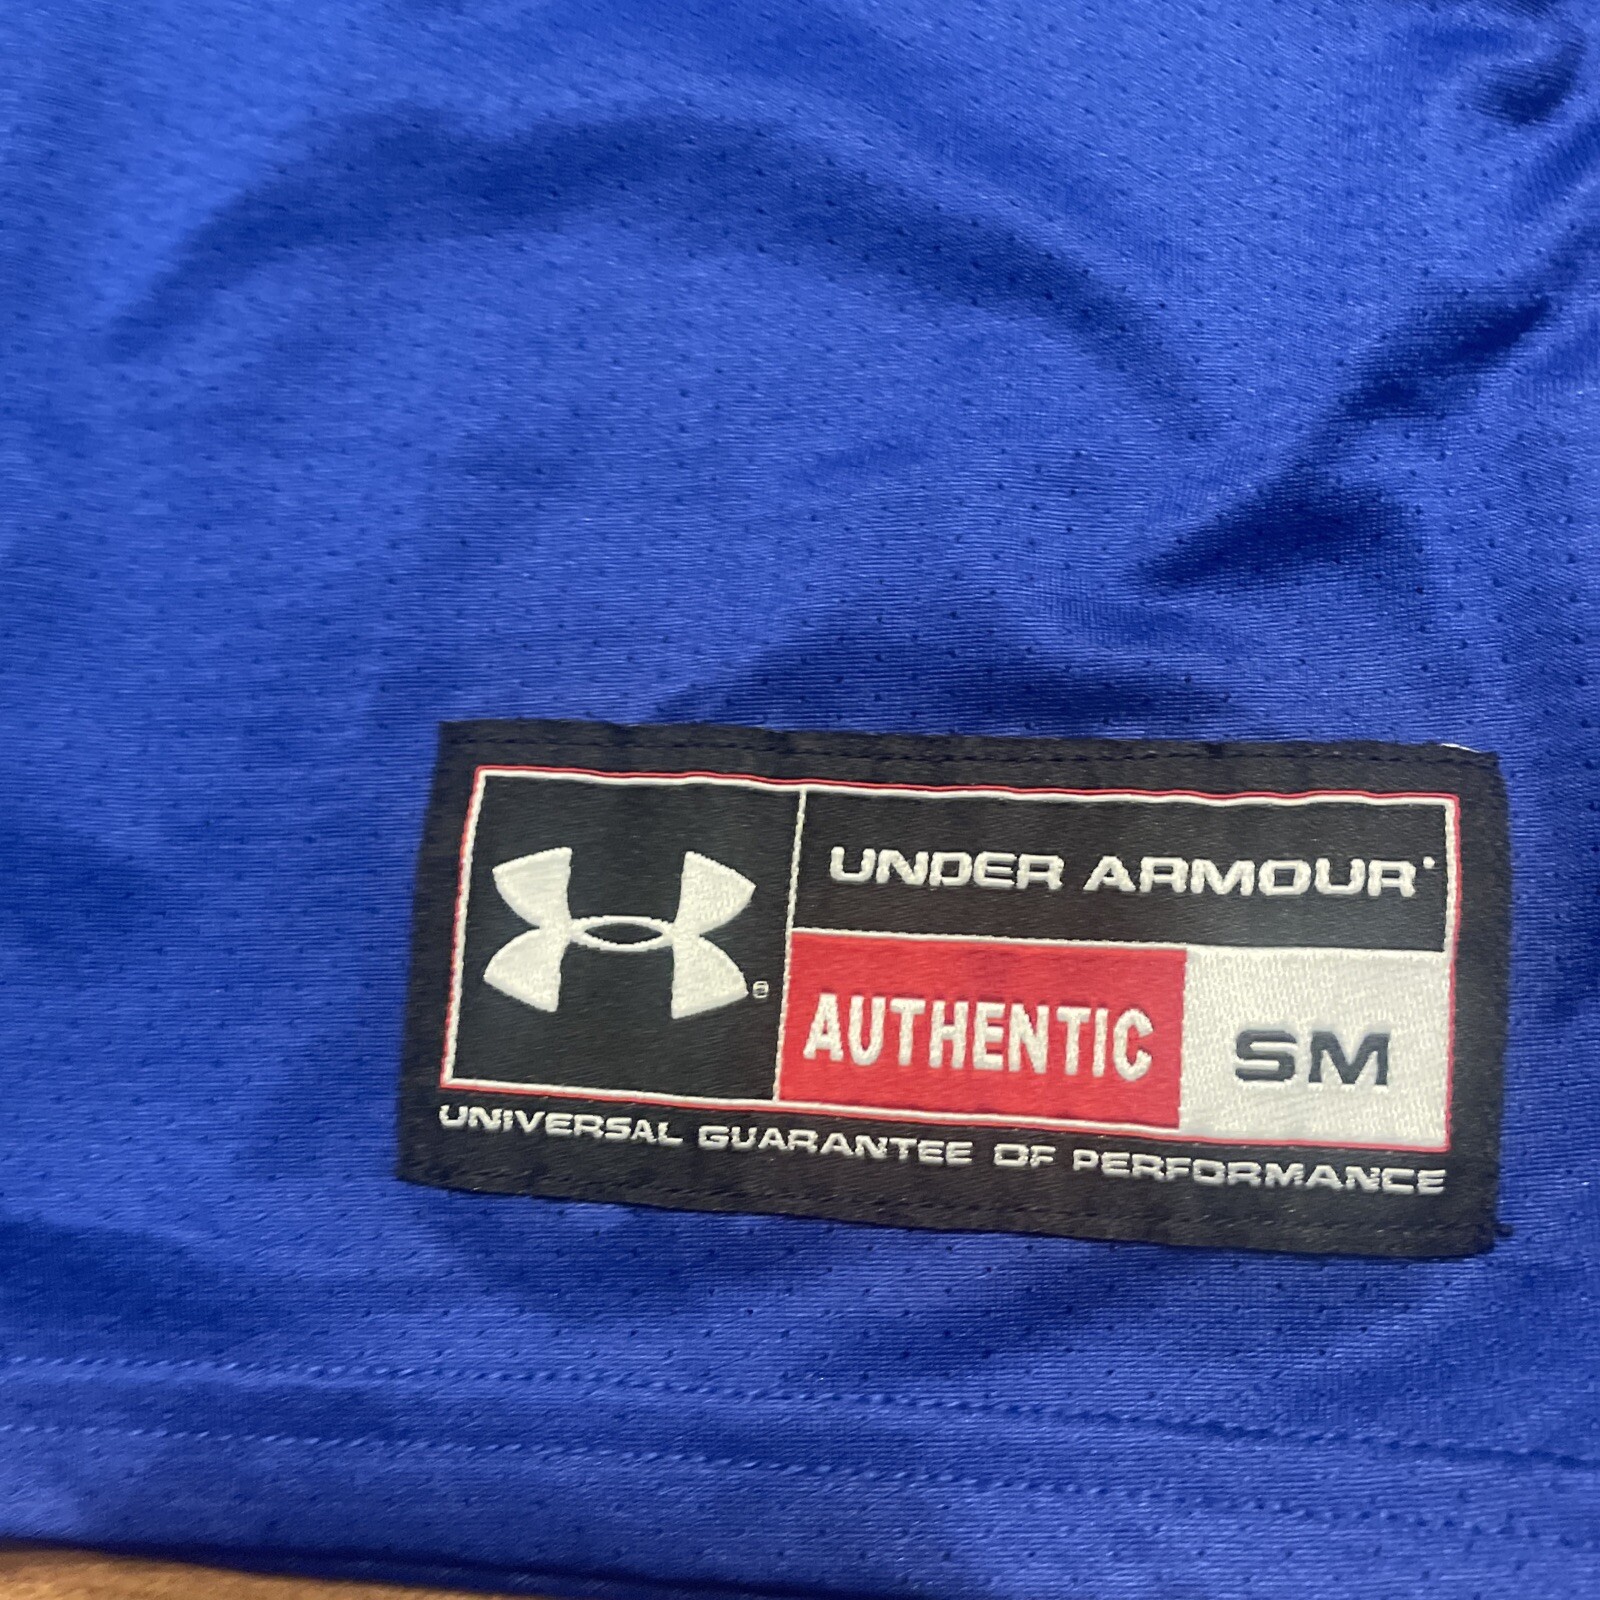 UNDER ARMOUR
AUTHENTIC SM
UNIVERSAL GUARANTEE OF PERFORMANCE